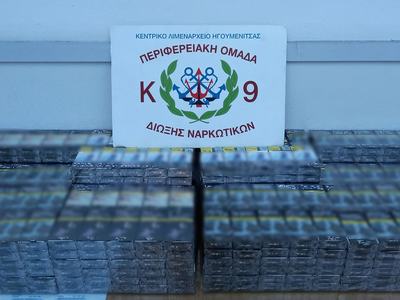 ΚΕΝΤΡΙΚΟ ΛΙΜΕΝΑΡΧΕΙΟ ΗΓΟΥΜΕΝΙΤΣΑΣ
ΠΕΡΙΦΕΡΕΙΑΚΗ ΟΜΑΔΑ
Κ 9
ΔΙΩΞΗΣ ΝΑΡΚΩΤΙΚΩΝ